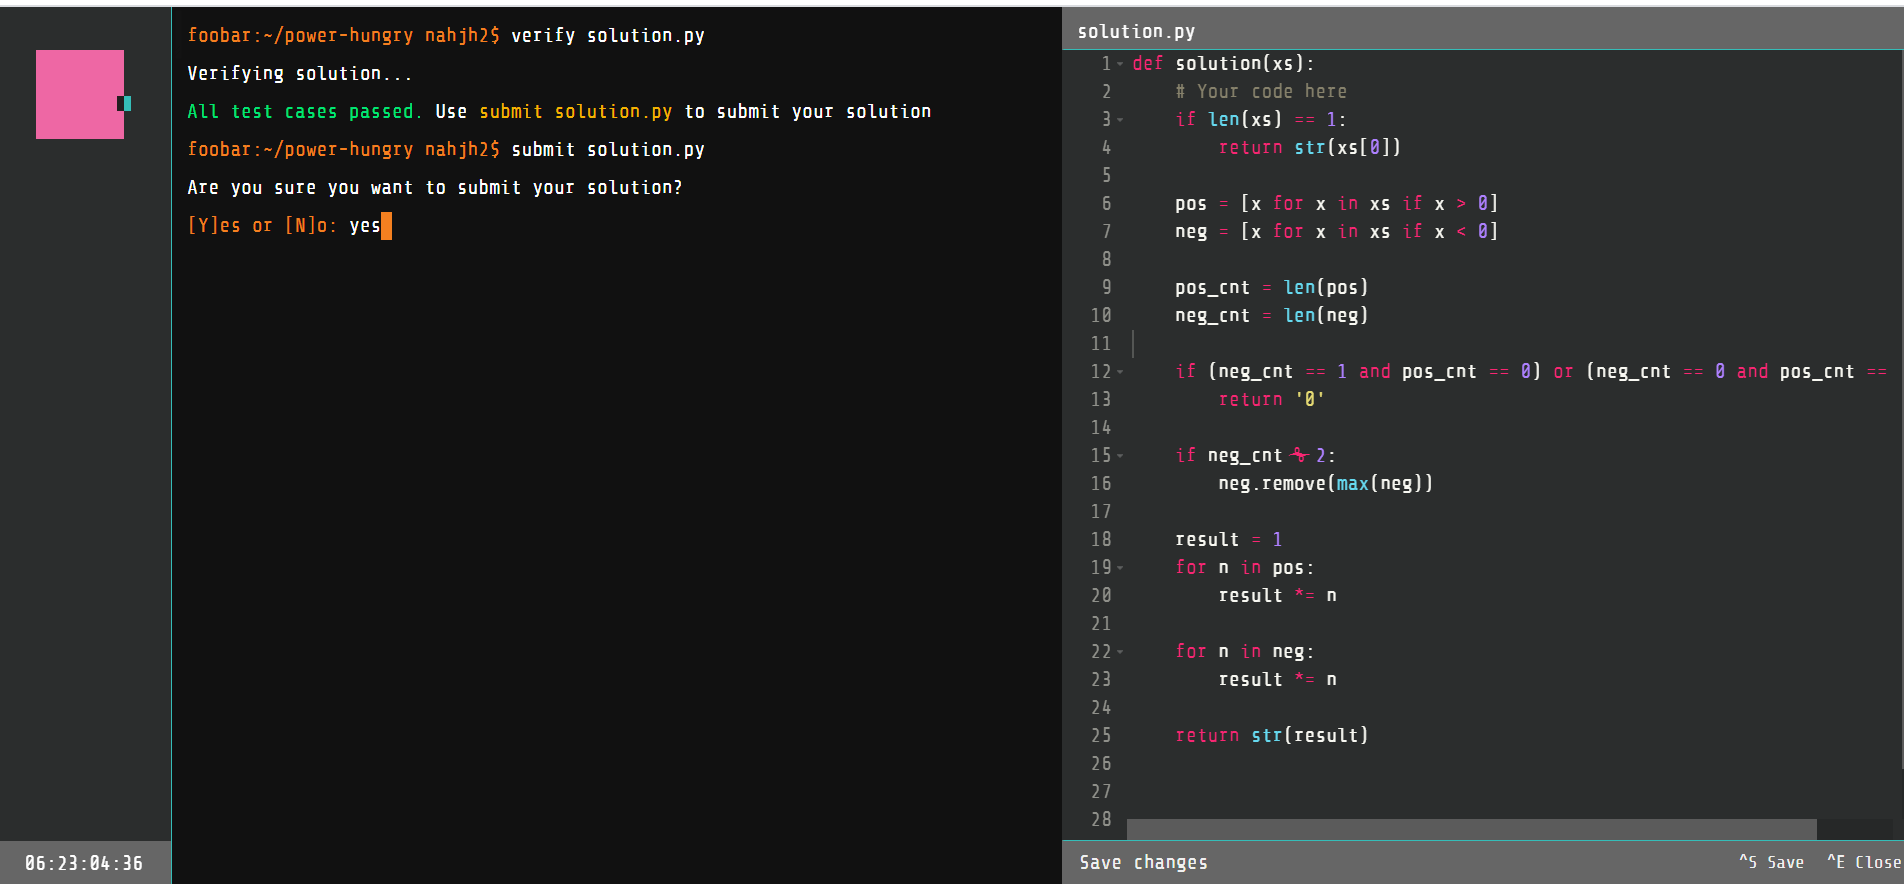 foobar:~/power-hungry nahjh2$ verify solution.py
Verifying solution...
All test cases passed. Use submit solution.py to submit your solution
foobar:~/power-hungry nahjh2$ submit solution.py
Are you sure you want to submit your solution?
[Y]es or [N]o: yes
06:23:04:36
solution.py
1 def solution(xs):
2     # Your code here
3     if len(xs) == 1:
4         return str(xs[0])
5
6     pos = [x for x in xs if x > 0]
7     neg = [x for x in xs if x < 0]
8
9     pos_cnt = len(pos)
10     neg_cnt = len(neg)
11
12     if (neg_cnt == 1 and pos_cnt == 0) or (neg_cnt == 0 and pos_cnt ==
13         return '0'
14
15     if neg_cnt % 2:
16         neg.remove(max(neg))
17
18     result = 1
19     for n in pos:
20         result *= n
21
22     for n in neg:
23         result *= n
24
25     return str(result)
26
27
28
Save changes ^S Save ^E Close